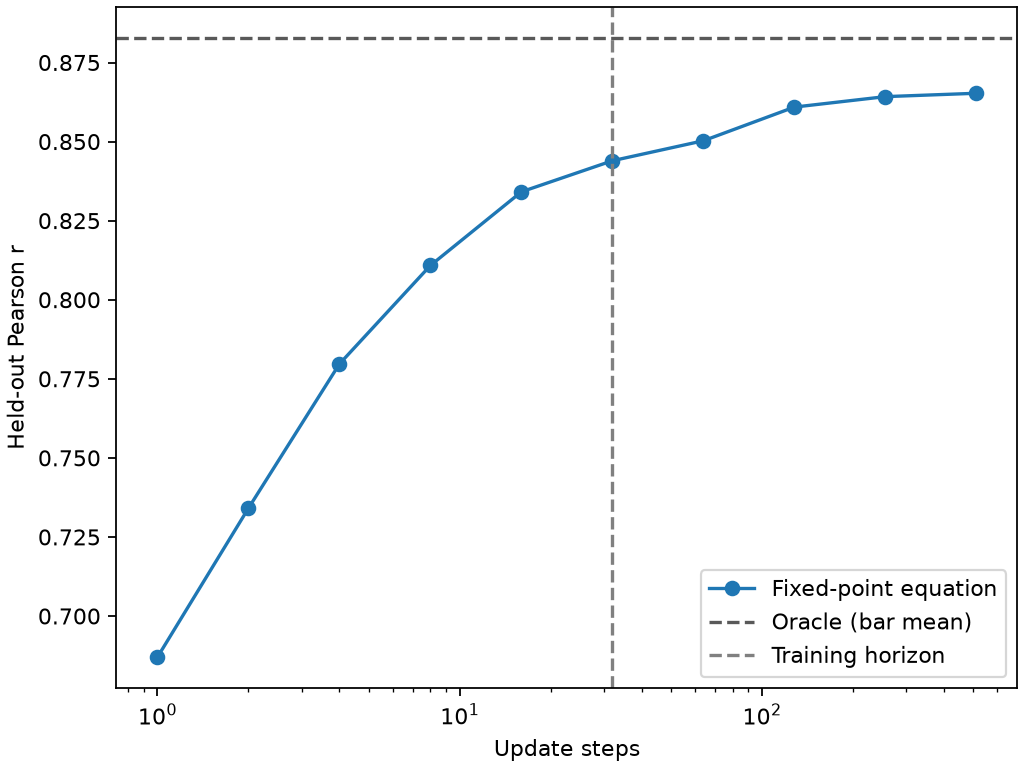 0.875
0.850
0.825
0.800
0.775
0.750
0.725
0.700
Held-out Pearson r
10⁰
10¹
10²
Update steps
Fixed-point equation
Oracle (bar mean)
Training horizon